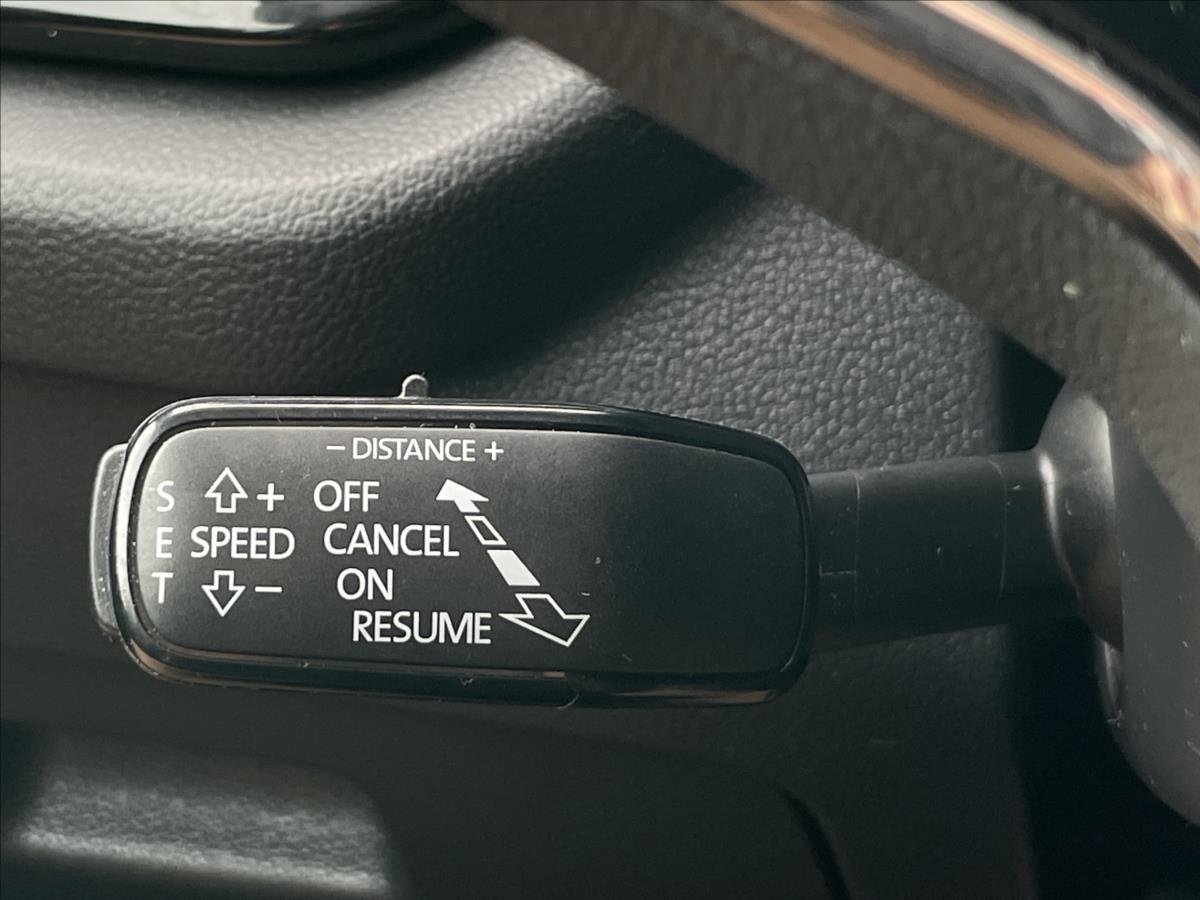 − DISTANCE +
S + OFF
E SPEED CANCEL
T − ON
RESUME